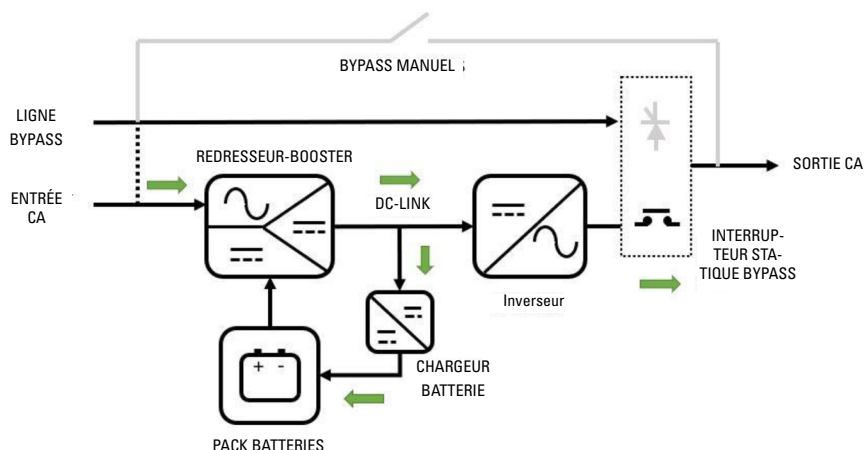 BYPASS MANUEL
LIGNE
BYPASS
REDRESSEUR-BOOSTER
SORTIE CA
ENTRÉE
CA
DC-LINK
INTERRUP-
TEUR STA-
TIQUE BYPASS
Inverseur
+ -
CHARGEUR
BATTERIE
PACK BATTERIES